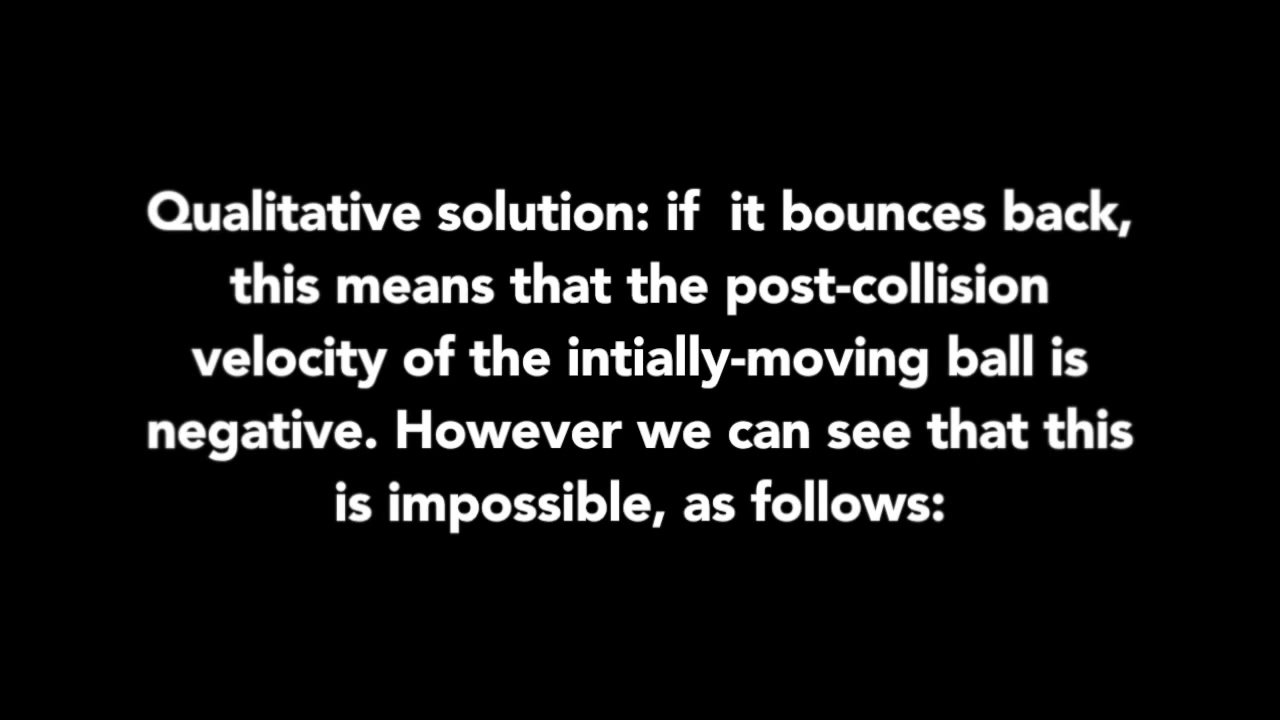 Qualitative solution: if  it bounces back,
this means that the post-collision
velocity of the intially-moving ball is
negative. However we can see that this
is impossible, as follows: